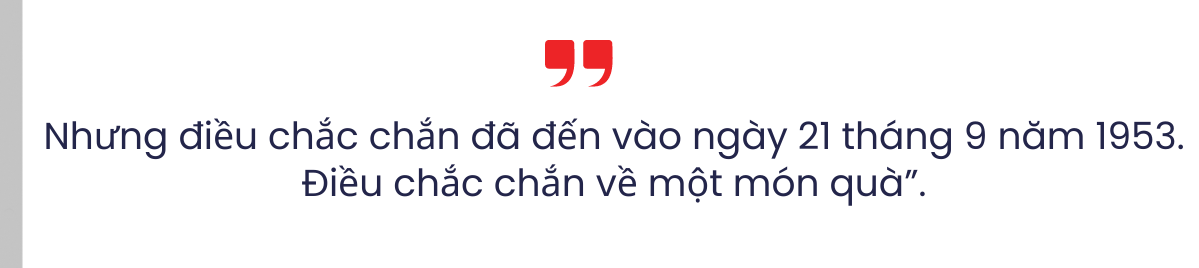 Nhưng điều chắc chắn đã đến vào ngày 21 tháng 9 năm 1953.
Điều chắc chắn về một món quà”.